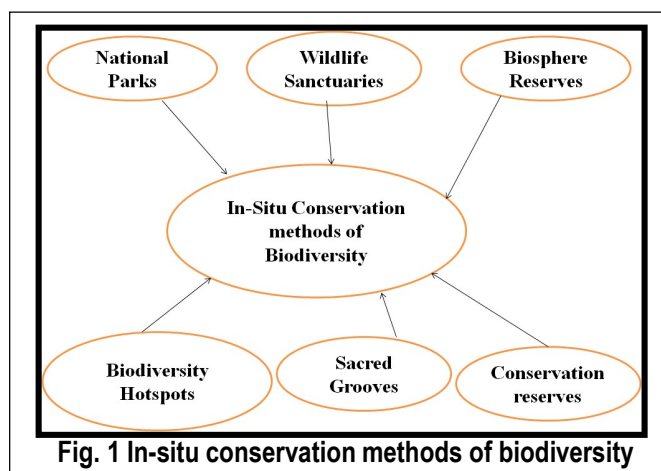 National
Parks
Wildlife
Sanctuaries
Biosphere
Reserves
In-Situ Conservation
methods of
Biodiversity
Biodiversity
Hotspots
Sacred
Grooves
Conservation
reserves
Fig. 1 In-situ conservation methods of biodiversity